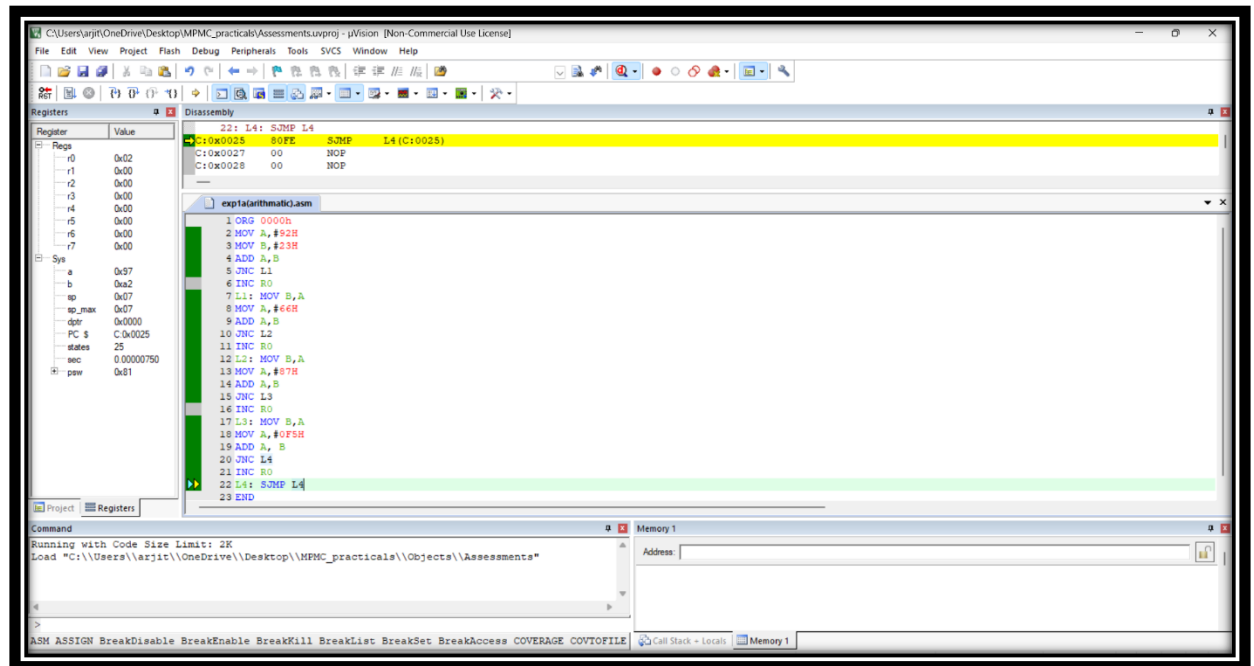 C:\Users\arjit\OneDrive\Desktop\MPMC_practicals\Assessments.uvproj - µVision [Non-Commercial Use License]
File Edit View Project Flash Debug Peripherals Tools SVCS Window Help
RST
Registers
Register Value
Regs
r0 0x02
r1 0x00
r2 0x00
r3 0x00
r4 0x00
r5 0x00
r6 0x00
r7 0x00
Sys
a 0x97
b 0xa2
sp 0x07
sp_max 0x07
dptr 0x0000
PC $ C:0x0025
states 25
sec 0.00000750
psw 0x81
Project Registers
Disassembly
22: L4: SJMP L4
C:0x0025 80FE SJMP L4(C:0025)
C:0x0027 00 NOP
C:0x0028 00 NOP
exp1a(arithmatic).asm
1 ORG 0000h
2 MOV A,#92H
3 MOV B,#23H
4 ADD A,B
5 JNC L1
6 INC R0
7 L1: MOV B,A
8 MOV A,#66H
9 ADD A,B
10 JNC L2
11 INC R0
12 L2: MOV B,A
13 MOV A,#87H
14 ADD A,B
15 JNC L3
16 INC R0
17 L3: MOV B,A
18 MOV A,#0F5H
19 ADD A, B
20 JNC L4
21 INC R0
22 L4: SJMP L4
23 END
Command
Running with Code Size Limit: 2K
Load "C:\\Users\\arjit\\OneDrive\\Desktop\\MPMC_practicals\\Objects\\Assessments"
>
ASM ASSIGN BreakDisable BreakEnable BreakKill BreakList BreakSet BreakAccess COVERAGE COVTOFILE
Memory 1
Address:
Call Stack + Locals Memory 1